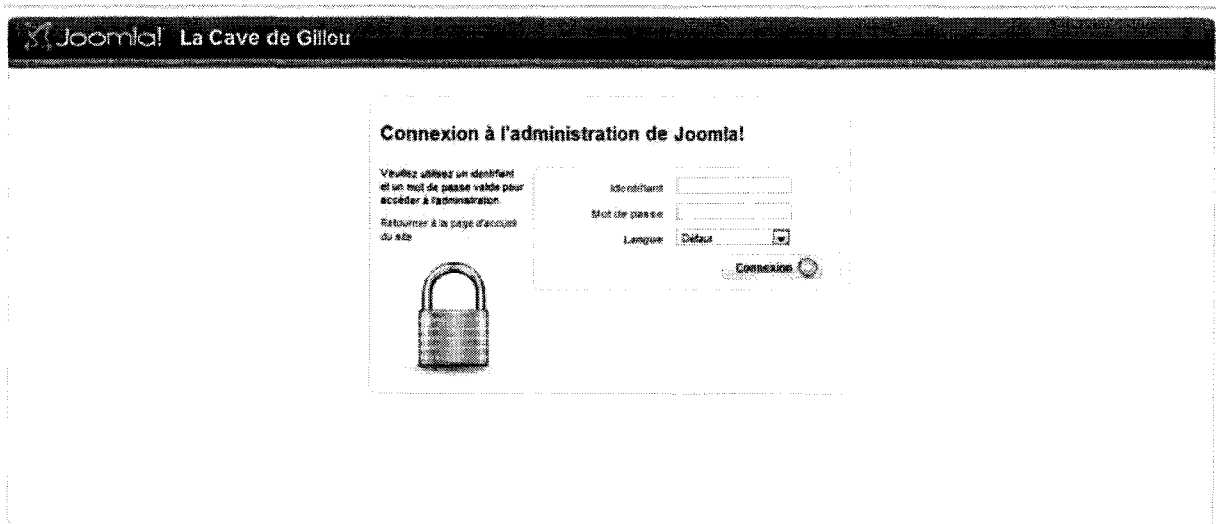 Joomla! La Cave de Gillou
Connexion à l'administration de Joomla!
Veuillez utilisez un identifiant
et un mot de passe valide pour
accéder à l'administration.
Retourner à la page d'accueil
du site
Identifiant
Mot de passe
Langue Défaut
Connexion